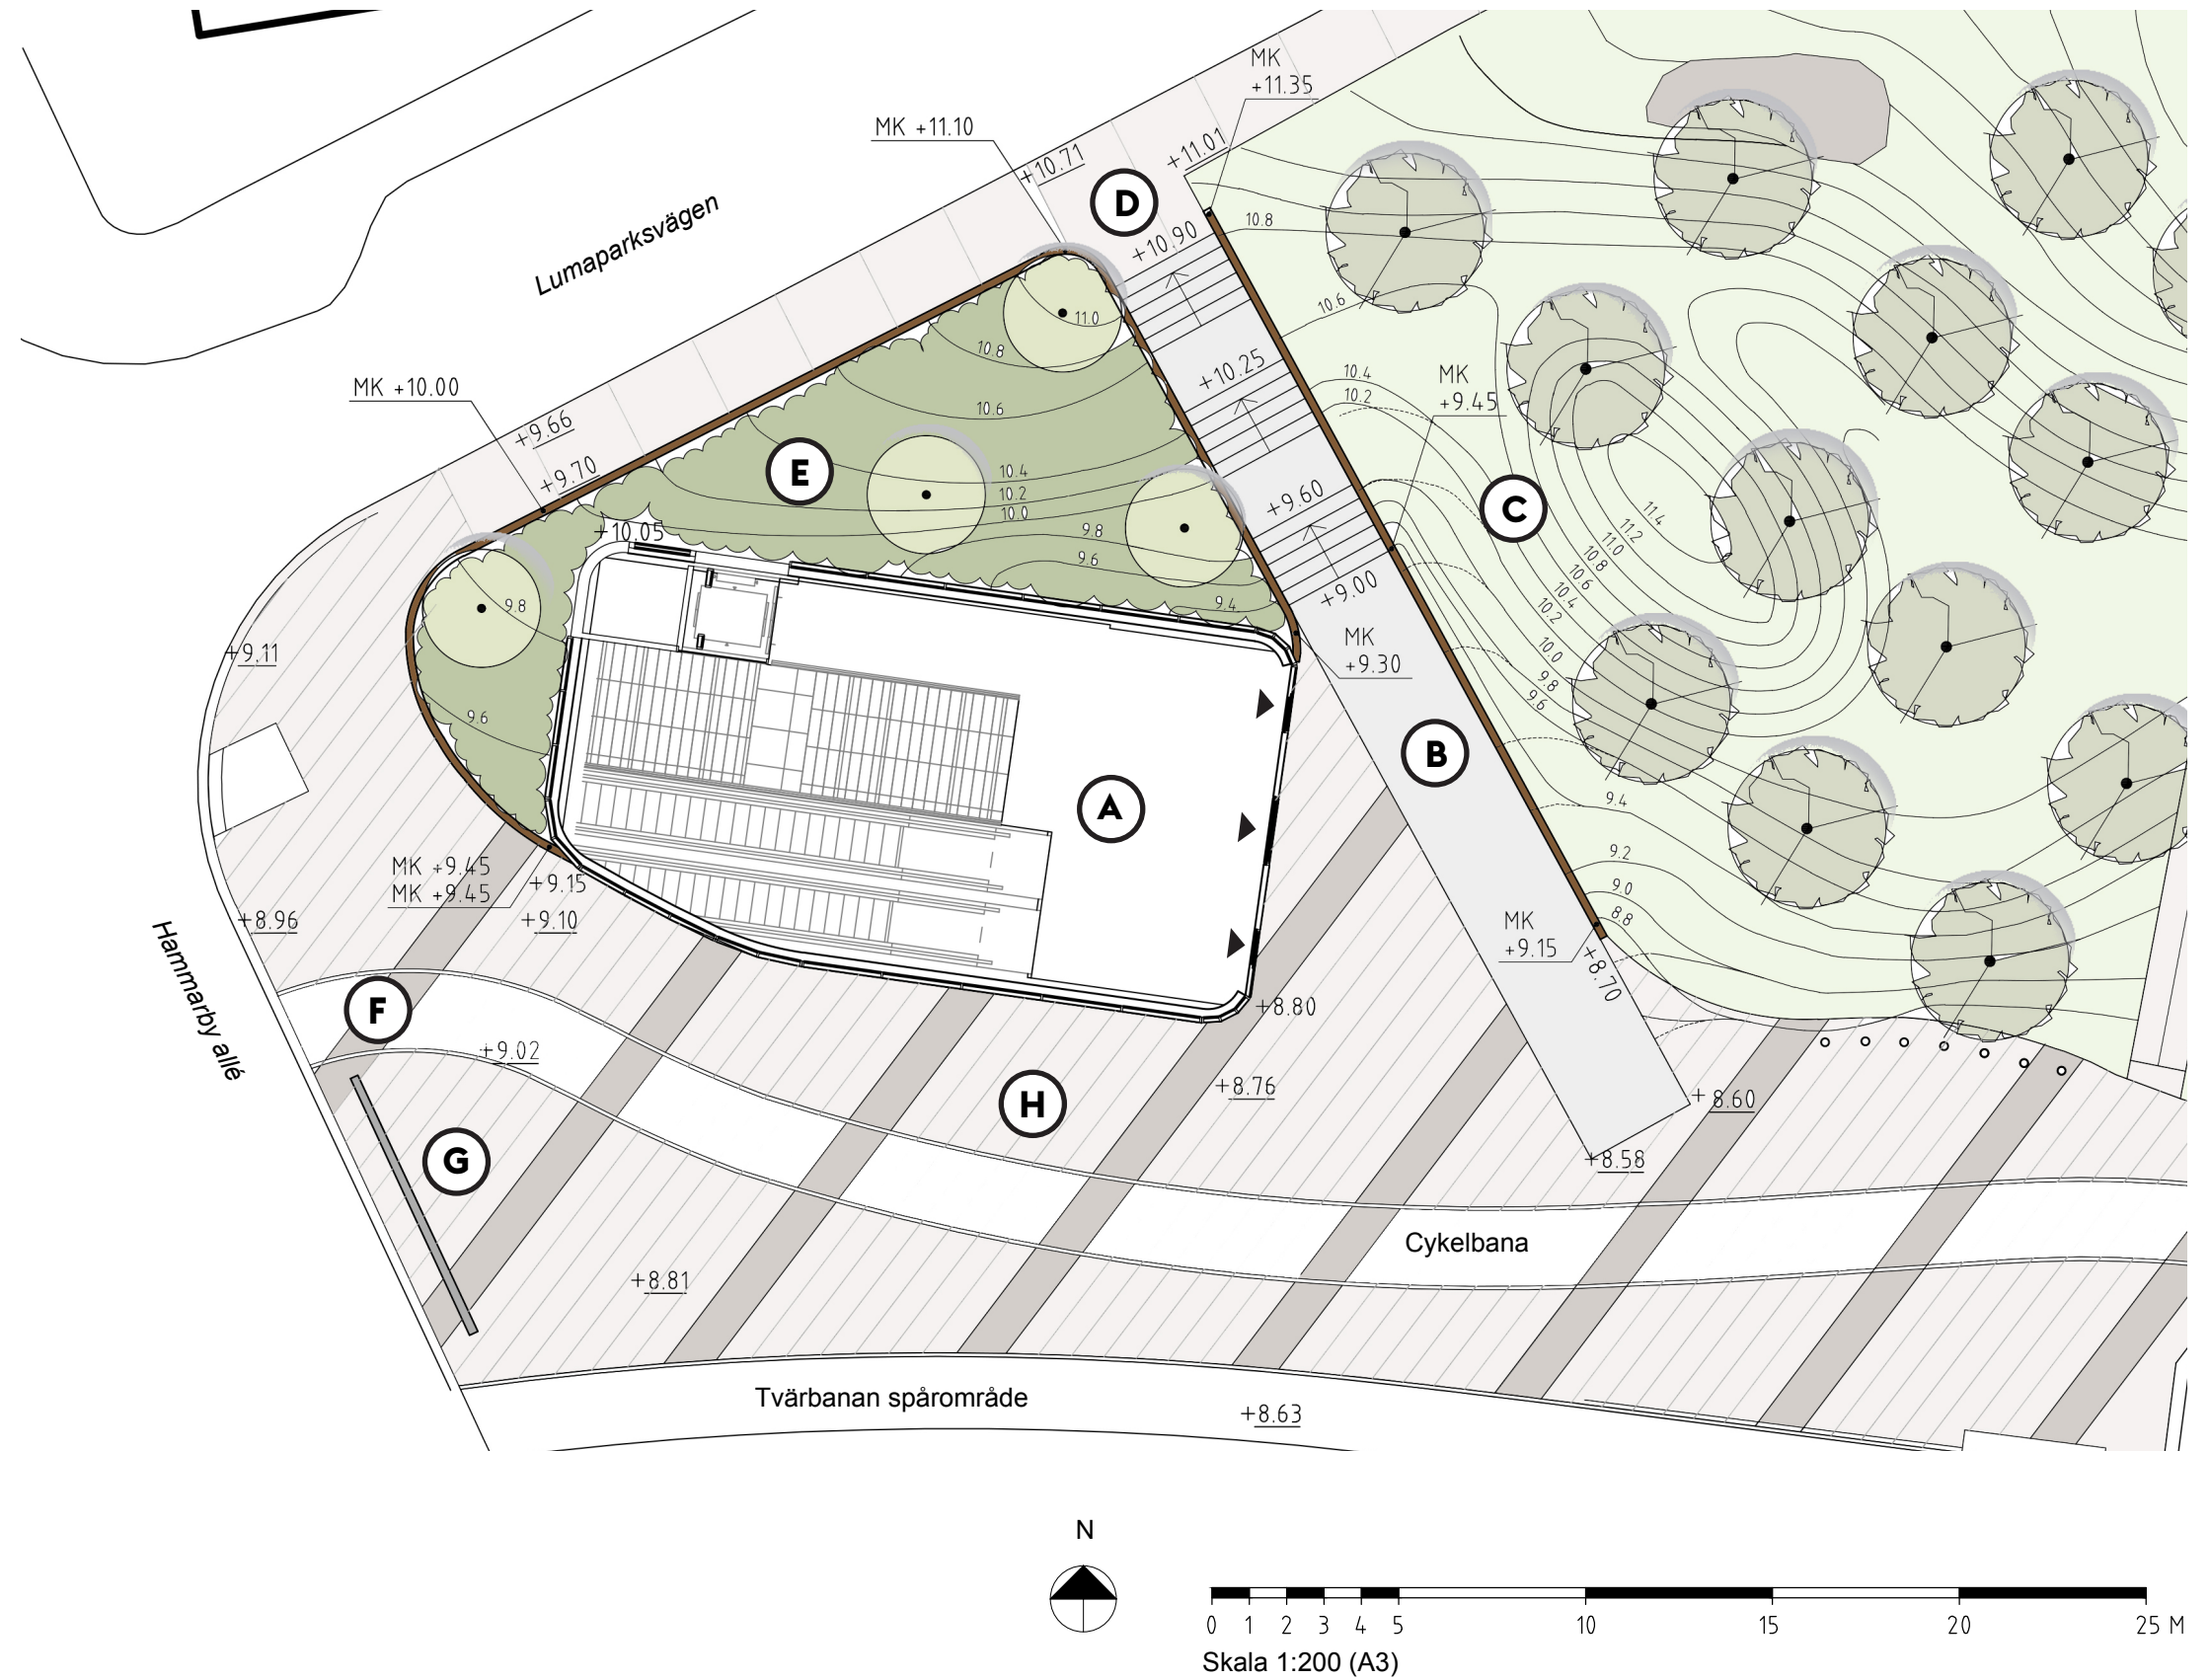 MK
+11.35
MK +11.10
+10.71
+11.01
D
Lumaparksvägen
+10.90
10.8
11.0
10.6
10.8
+10.25
MK +10.00
10.4
MK
+9.45
10.2
10.6
+9.66
E
10.4
+9.70
10.2
+9.60
C
11.4
10.0
11.2
+10.05
9.8
11.0
9.6
10.8
10.6
+9.00
10.4
9.8
9.4
10.2
MK
+9.30
10.0
+9.11
9.8
9.6
9.6
B
A
9.4
9.2
MK +9.45
MK +9.45
+9.15
9.0
8.8
+8.96
+9.10
MK
+9.15
+8.70
Hammarby allé
F
+8.80
+9.02
+8.76
H
+8.60
G
+8.58
Cykelbana
+8.81
Tvärbanan spårområde
+8.63
N
0 1 2 3 4 5 10 15 20 25 M
Skala 1:200 (A3)